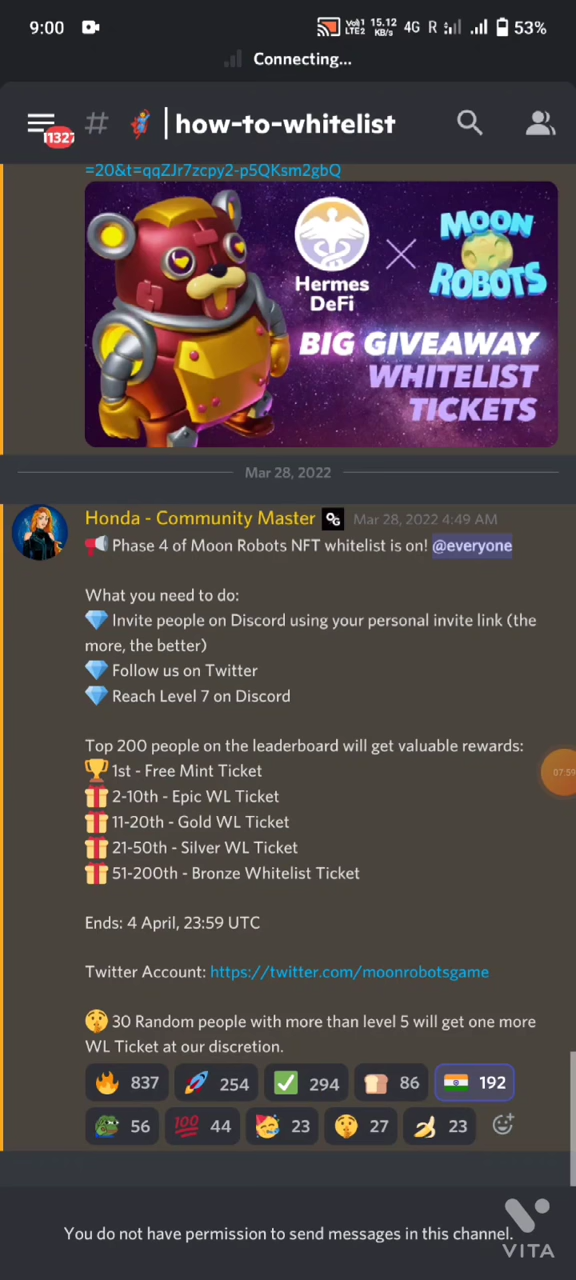 9:00 Vo)1 LTE2 15.12 KB/s 4G R 53%
Connecting...
1327 # | how-to-whitelist
=20&t=qqZJr7zcpy2-p5QKsm2gbQ
Hermes DeFi
MOON ROBOTS
BIG GIVEAWAY
WHITELIST
TICKETS
Mar 28, 2022
Honda - Community Master OG Mar 28, 2022 4:49 AM
Phase 4 of Moon Robots NFT whitelist is on! @everyone
What you need to do:
Invite people on Discord using your personal invite link (the
more, the better)
Follow us on Twitter
Reach Level 7 on Discord
Top 200 people on the leaderboard will get valuable rewards:
1st - Free Mint Ticket
2-10th - Epic WL Ticket
07:59
11-20th - Gold WL Ticket
21-50th - Silver WL Ticket
51-200th - Bronze Whitelist Ticket
Ends: 4 April, 23:59 UTC
Twitter Account: https://twitter.com/moonrobotsgame
30 Random people with more than level 5 will get one more
WL Ticket at our discretion.
837 254 294 86 192
56 100 44 23 27 23
You do not have permission to send messages in this channel.
VITA